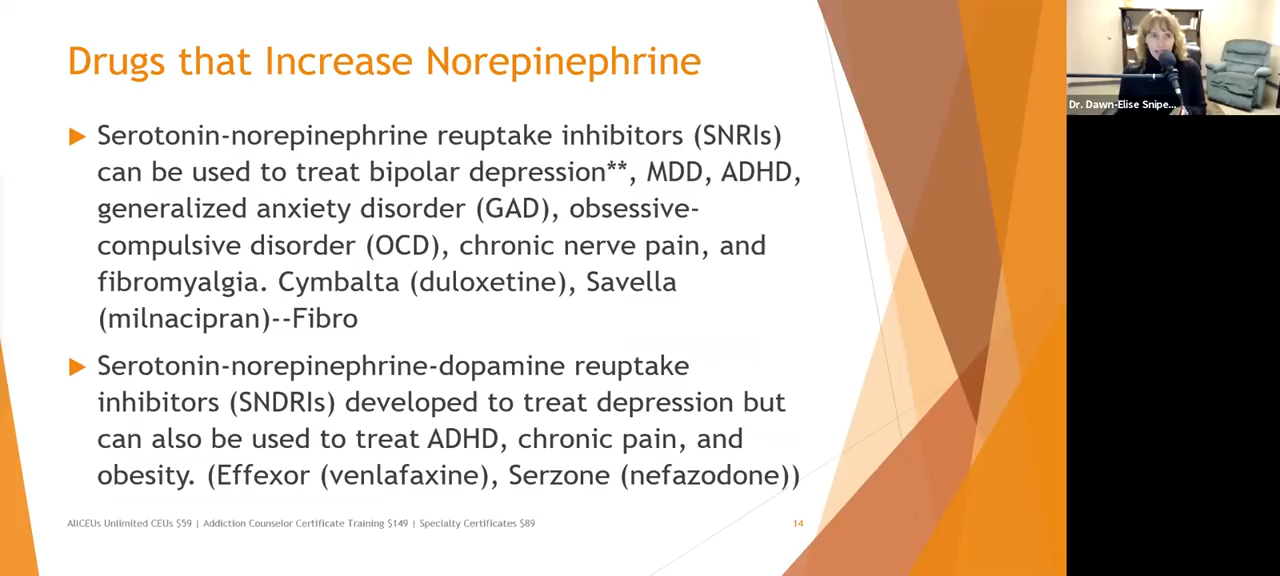 Drugs that Increase Norepinephrine
Serotonin-norepinephrine reuptake inhibitors (SNRIs)
can be used to treat bipolar depression**, MDD, ADHD,
generalized anxiety disorder (GAD), obsessive-
compulsive disorder (OCD), chronic nerve pain, and
fibromyalgia. Cymbalta (duloxetine), Savella
(milnacipran)--Fibro
Serotonin-norepinephrine-dopamine reuptake
inhibitors (SNDRIs) developed to treat depression but
can also be used to treat ADHD, chronic pain, and
obesity. (Effexor (venlafaxine), Serzone (nefazodone))
AllCEUs Unlimited CEUs $59 | Addiction Counselor Certificate Training $149 | Specialty Certificates $89
14
Dr. Dawn-Elise Snipe...